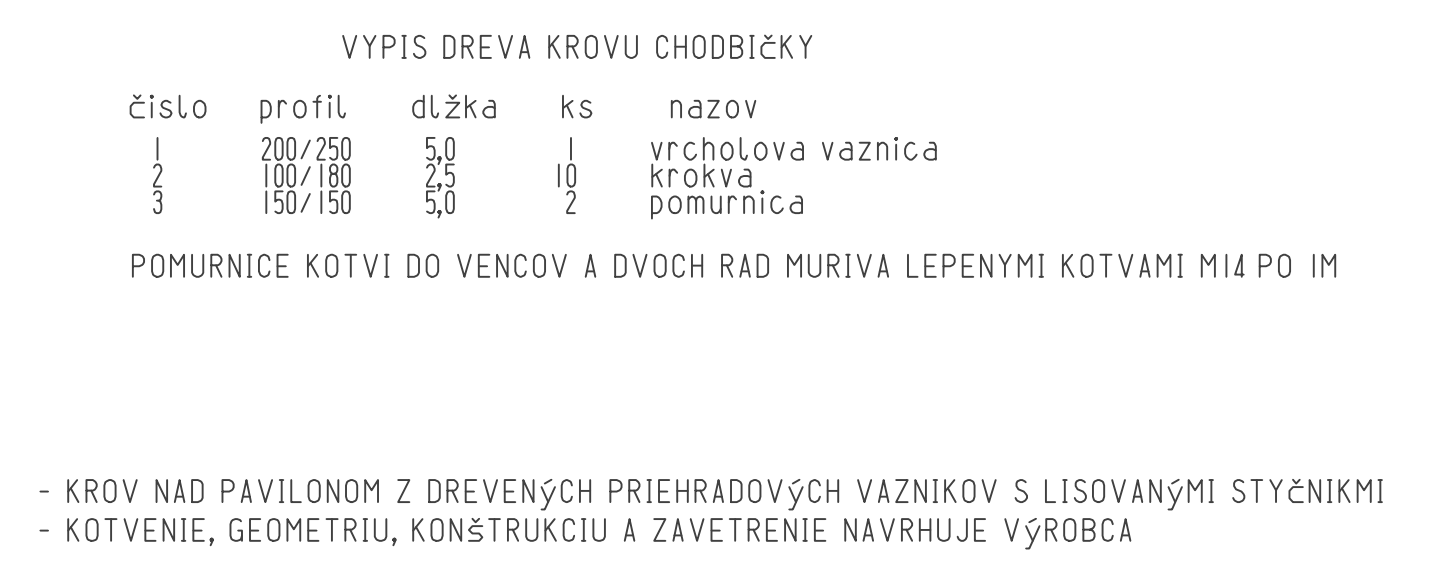 VYPIS DREVA KROVU CHODBIčKY
čislo profil dlžka ks nazov
1 200/250 5,0 1 vrcholova vaznica
2 100/180 2,5 10 krokva
3 150/150 5,0 2 pomurnica
POMURNICE KOTVI DO VENCOV A DVOCH RAD MURIVA LEPENYMI KOTVAMI M14 PO 1M
- KROV NAD PAVILONOM Z DREVENýCH PRIEHRADOVýCH VAZNIKOV S LISOVANýMI STYčNIKMI
- KOTVENIE, GEOMETRIU, KONšTRUKCIU A ZAVETRENIE NAVRHUJE VýROBCA